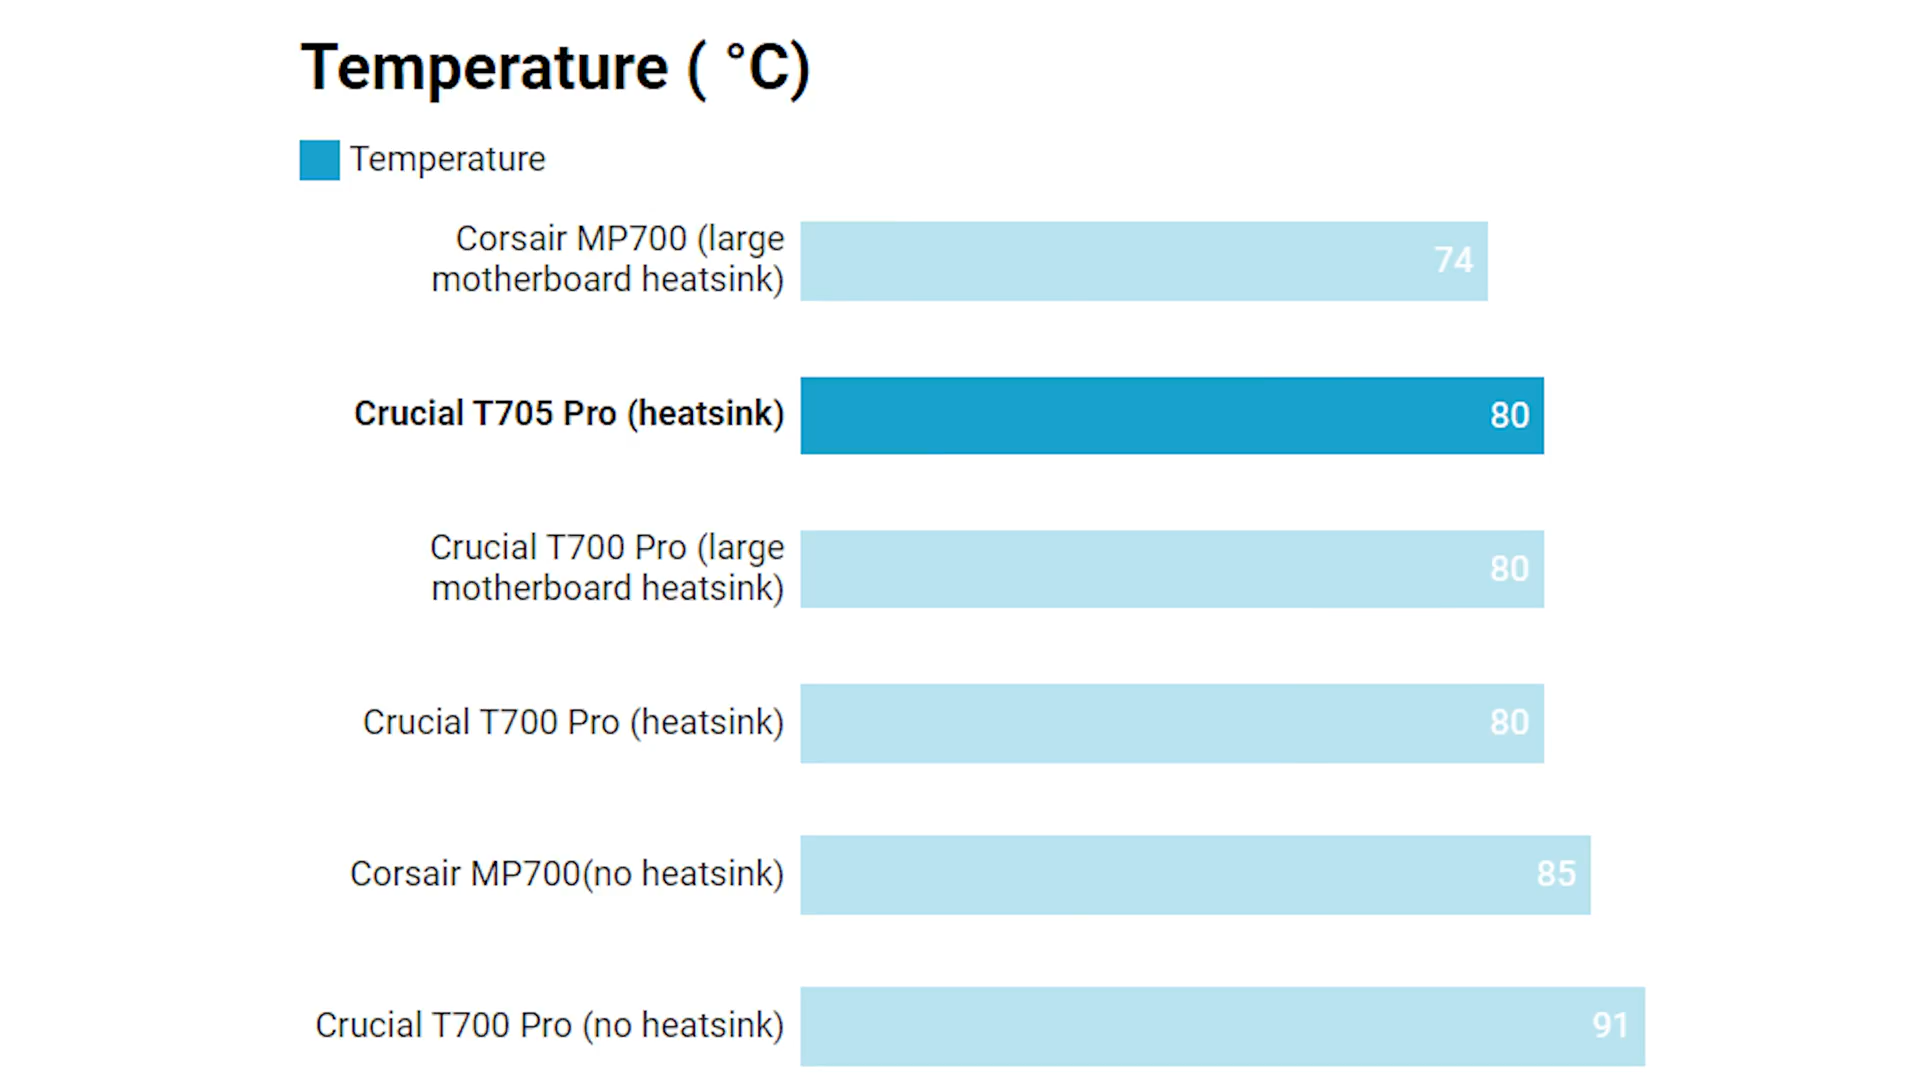 Temperature ( °C)
Temperature
Corsair MP700 (large
motherboard heatsink)
74
Crucial T705 Pro (heatsink)
80
Crucial T700 Pro (large
motherboard heatsink)
80
Crucial T700 Pro (heatsink)
80
Corsair MP700(no heatsink)
85
Crucial T700 Pro (no heatsink)
91